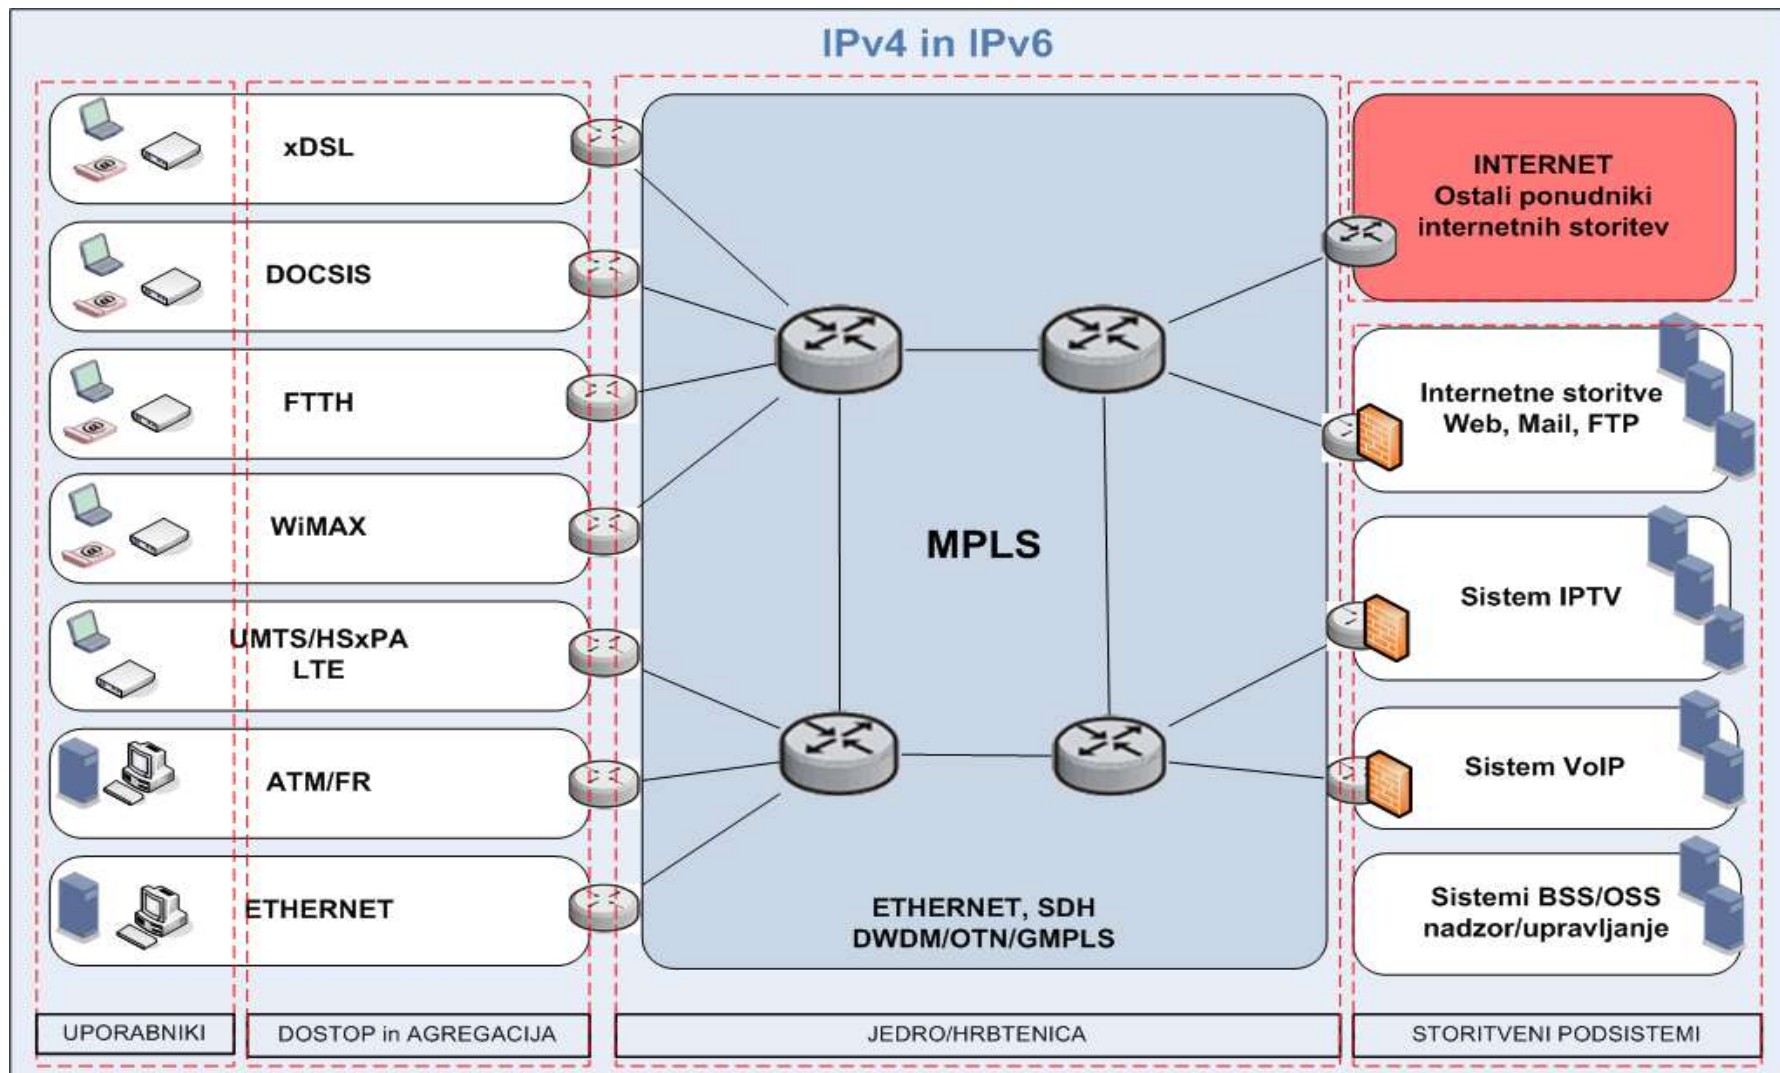 IPv4 in IPv6
xDSL
DOCSIS
FTTH
WiMAX
UMTS/HSxPA
LTE
ATM/FR
ETHERNET
MPLS
ETHERNET, SDH
DWDM/OTN/GMPLS
INTERNET
Ostali ponudniki
internetnih storitev
Internetne storitve
Web, Mail, FTP
Sistem IPTV
Sistem VoIP
Sistemi BSS/OSS
nadzor/upravljanje
UPORABNIKI
DOSTOP in AGREGACIJA
JEDRO/HRBTENICA
STORITVENI PODSISTEMI